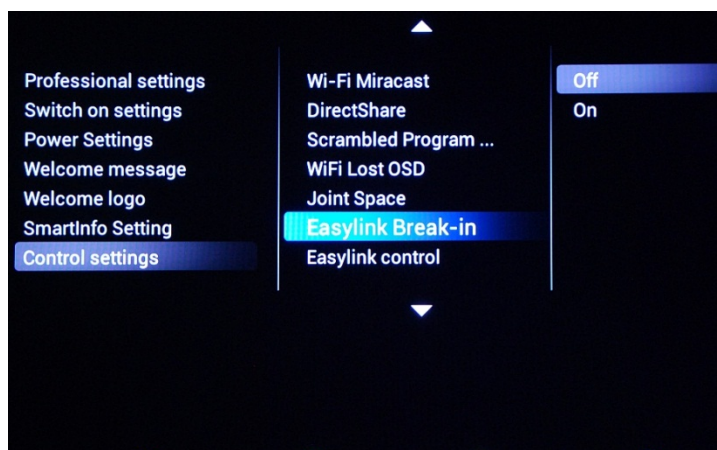 Professional settings
Switch on settings
Power Settings
Welcome message
Welcome logo
SmartInfo Setting
Control settings
Wi-Fi Miracast
DirectShare
Scrambled Program ...
WiFi Lost OSD
Joint Space
Easylink Break-in
Easylink control
Off
On